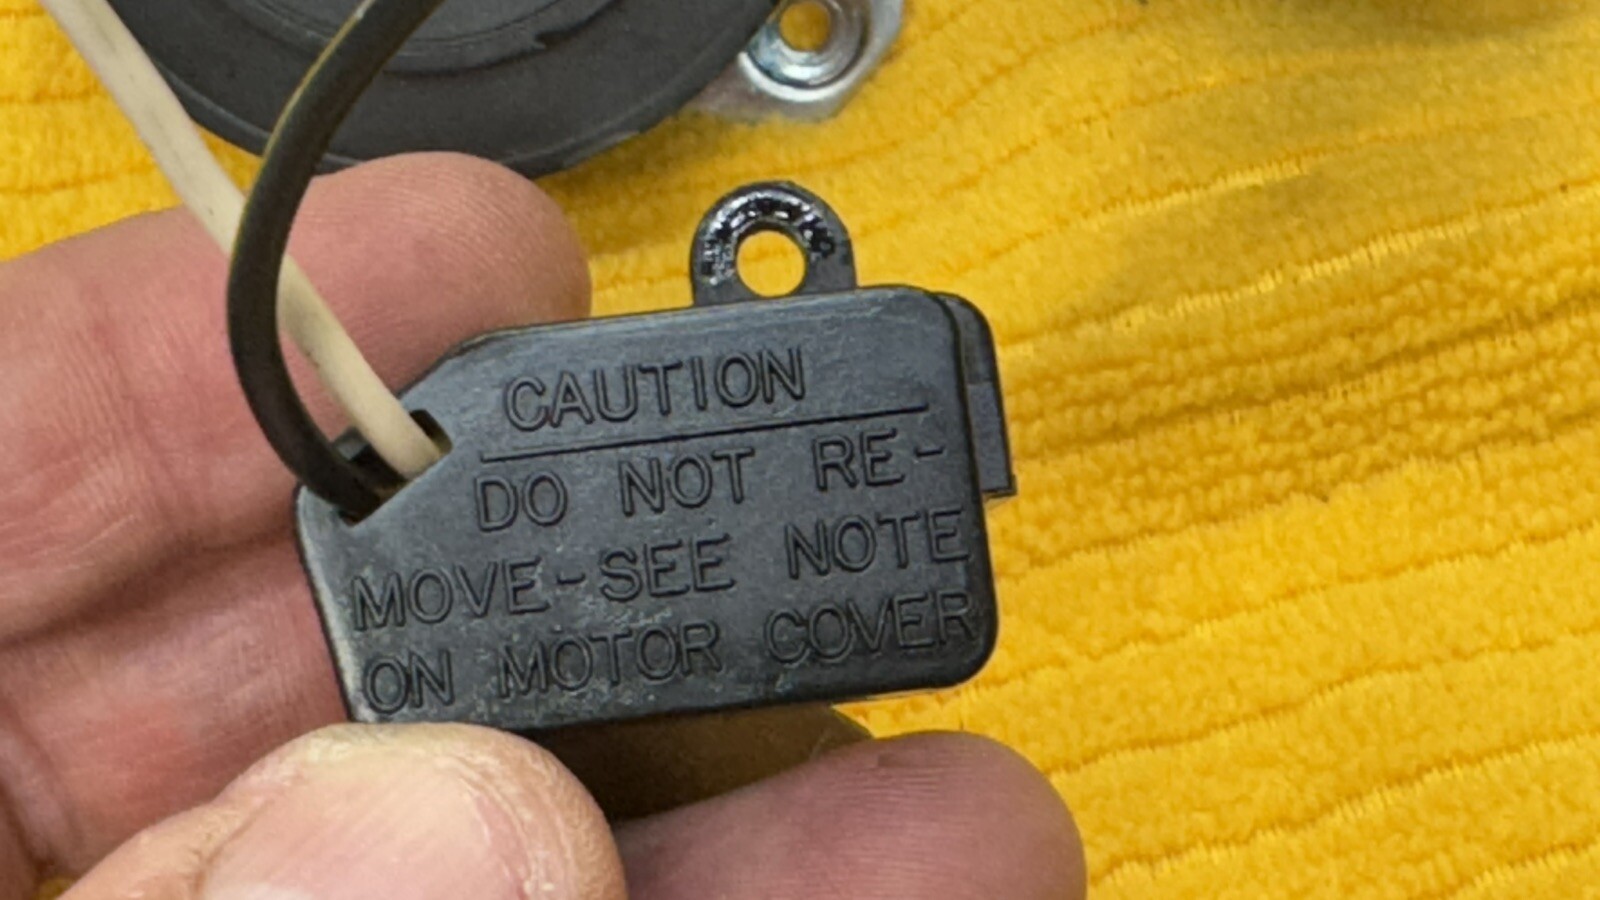 CAUTION
DO NOT RE-
MOVE-SEE NOTE
ON MOTOR COVER